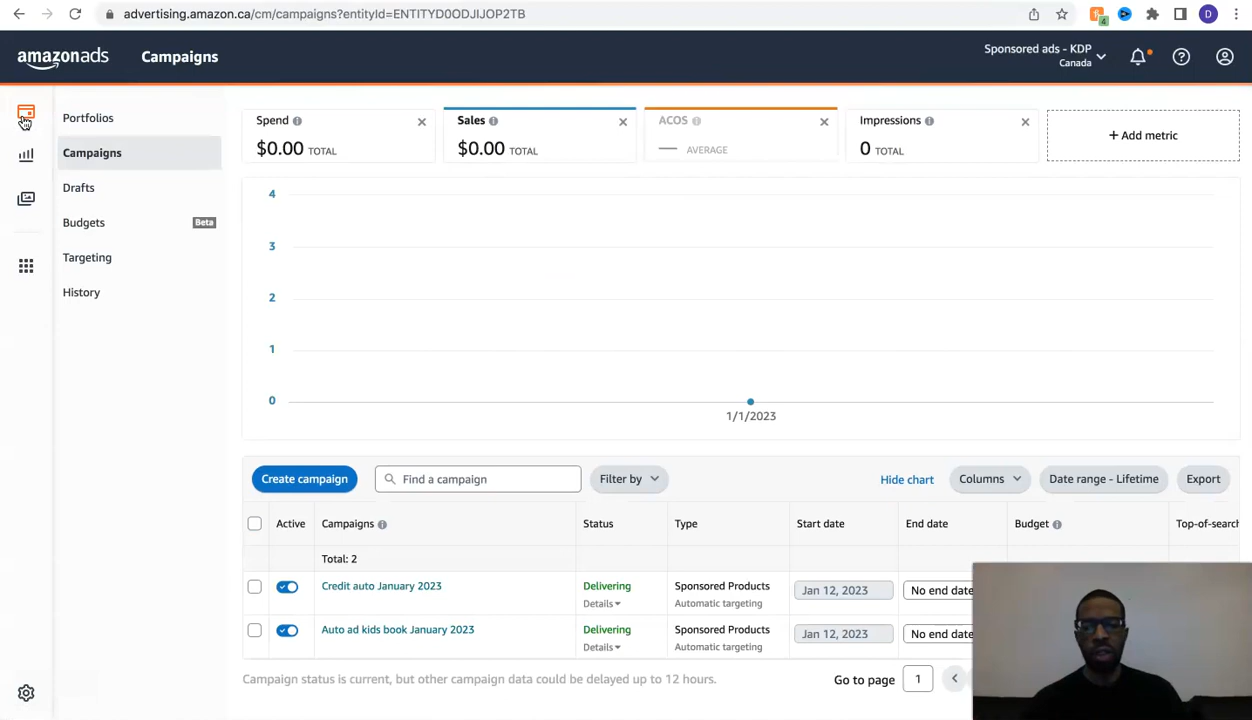 advertising.amazon.ca/cm/campaigns?entityId=ENTITYD0ODJIJOP2TB
4
D
amazonads
Campaigns
Sponsored ads - KDP
Canada
Portfolios
Campaigns
Drafts
Budgets
Beta
Targeting
History
Spend
$0.00 TOTAL
Sales
$0.00 TOTAL
ACOS
— AVERAGE
Impressions
0 TOTAL
+ Add metric
4
3
2
1
0
1/1/2023
Create campaign
Find a campaign
Filter by
Hide chart
Columns
Date range - Lifetime
Export
Active
Campaigns
Status
Type
Start date
End date
Budget
Top-of-search
Total: 2
Credit auto January 2023
Delivering
Details
Sponsored Products
Automatic targeting
Jan 12, 2023
No end date
Auto ad kids book January 2023
Delivering
Details
Sponsored Products
Automatic targeting
Jan 12, 2023
No end date
Campaign status is current, but other campaign data could be delayed up to 12 hours.
Go to page
1